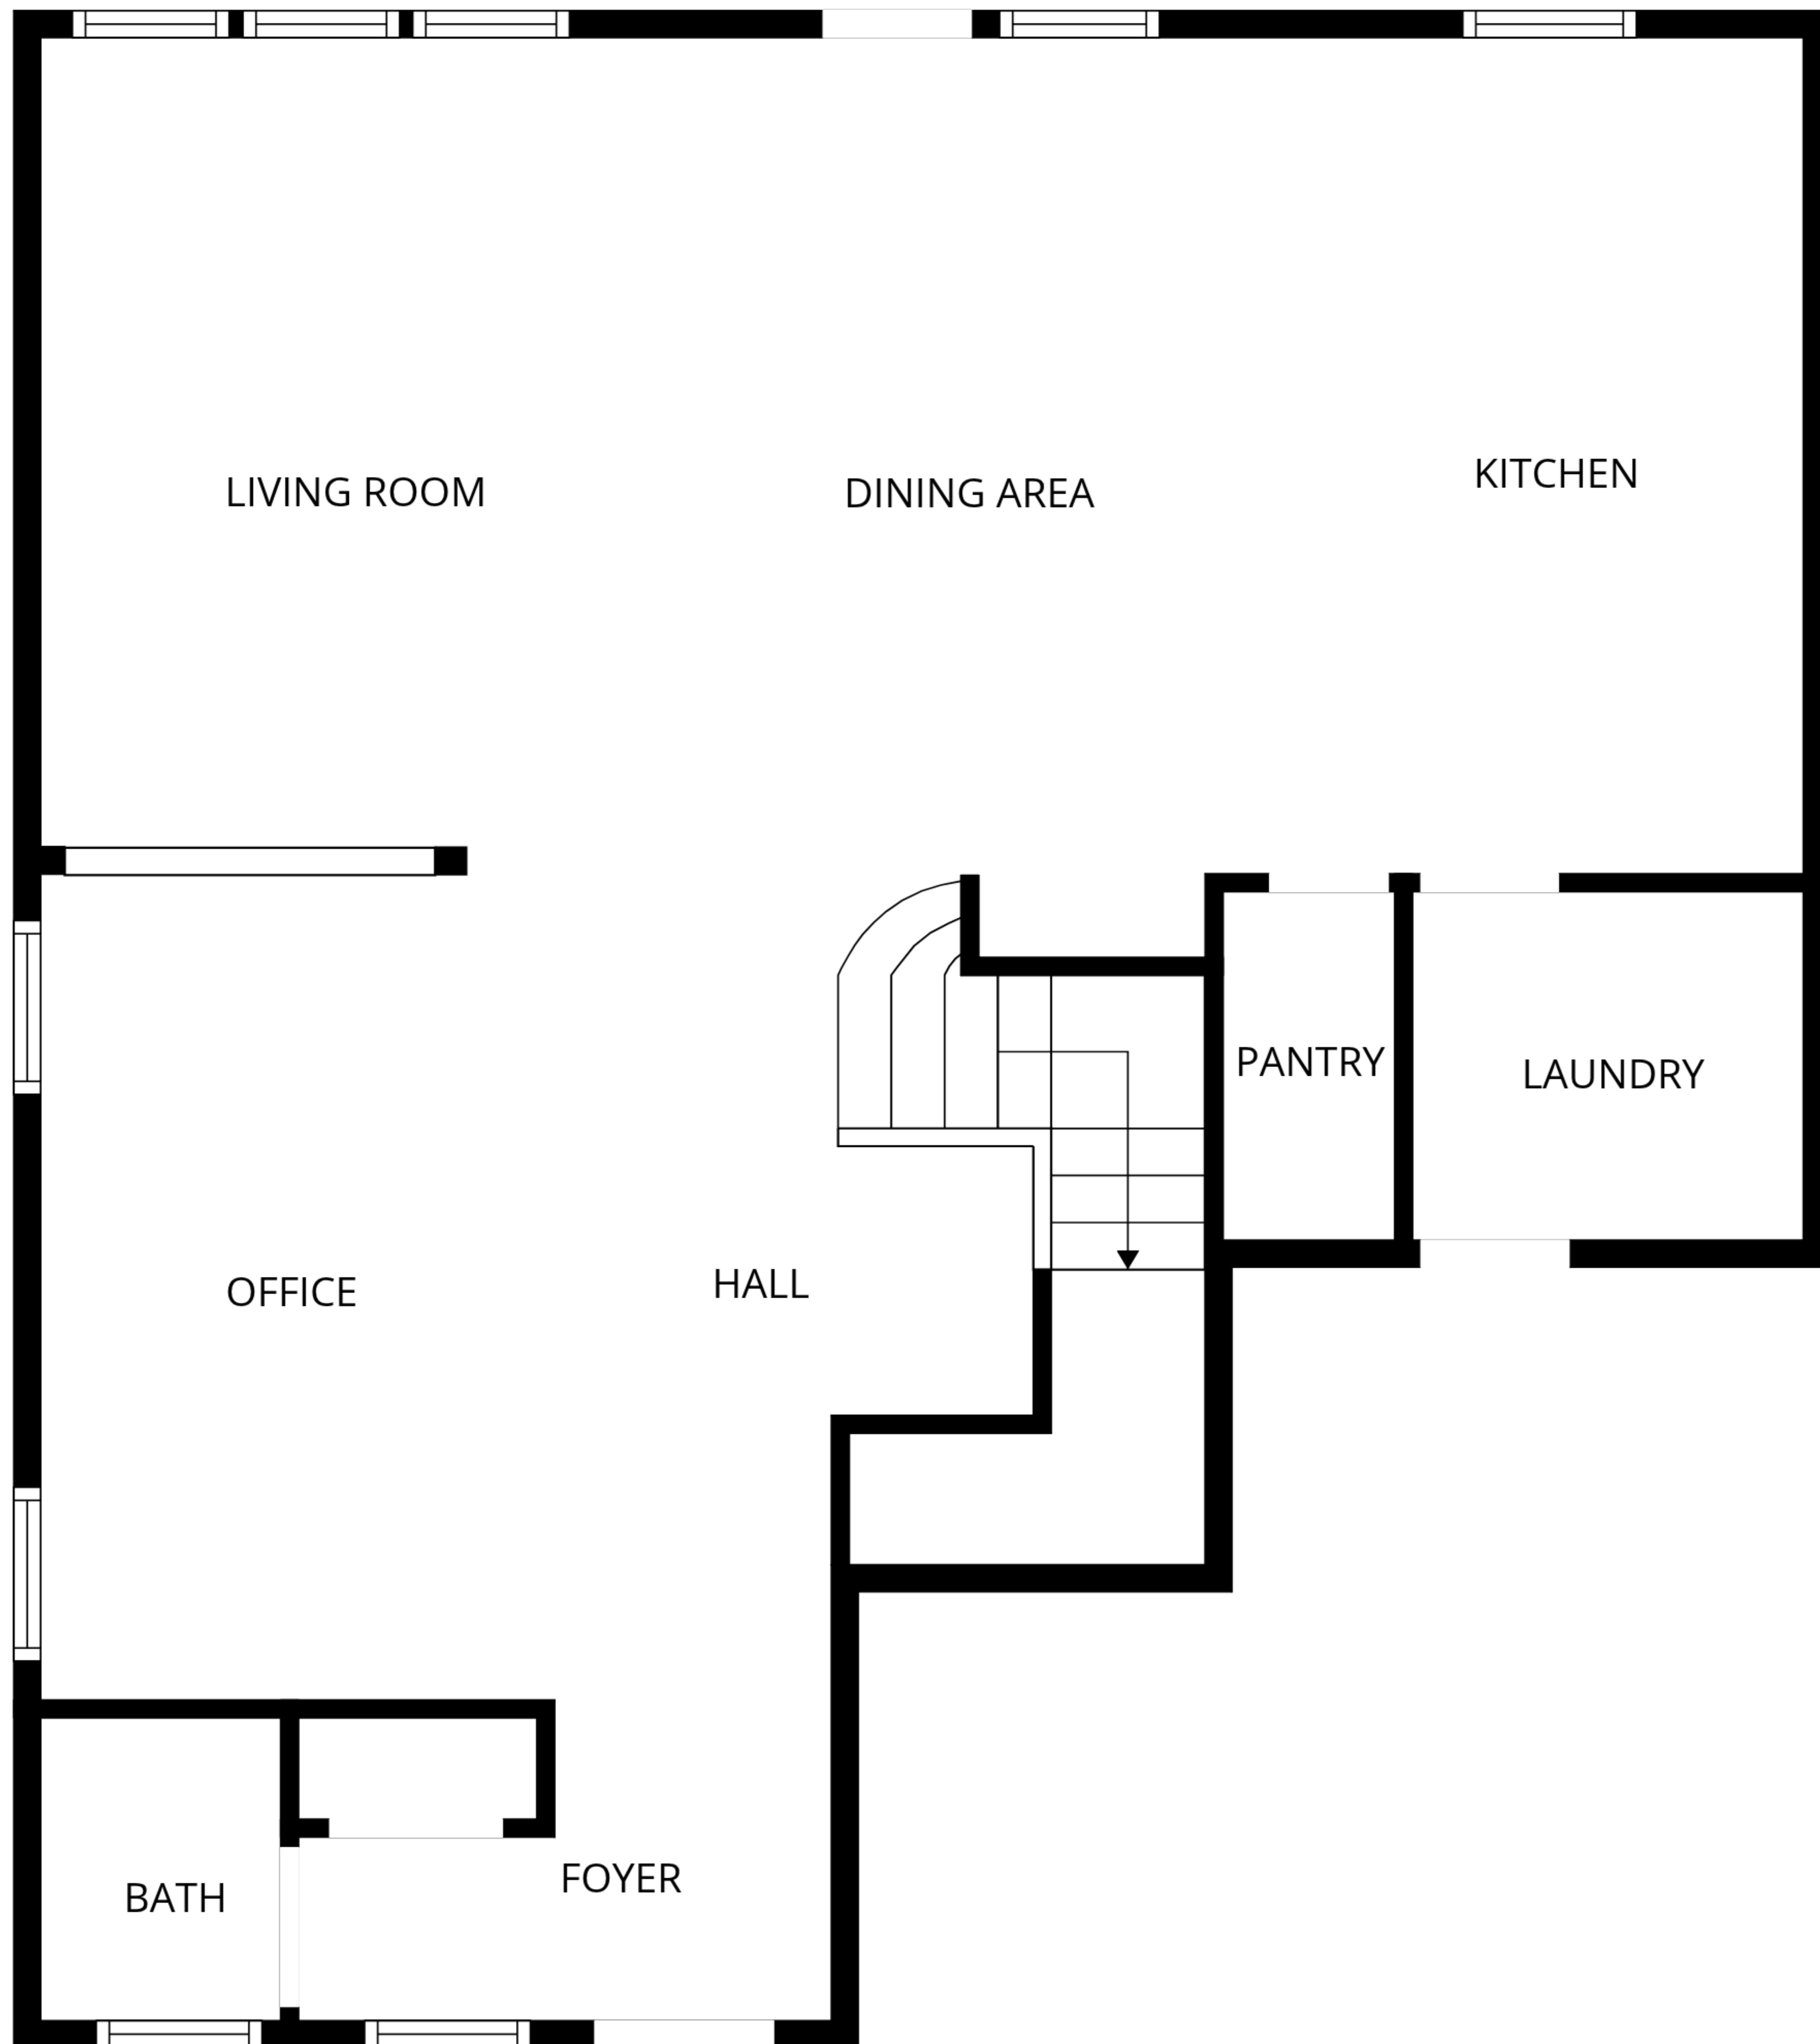 LIVING ROOM
DINING AREA
KITCHEN
PANTRY
LAUNDRY
OFFICE
HALL
BATH
FOYER